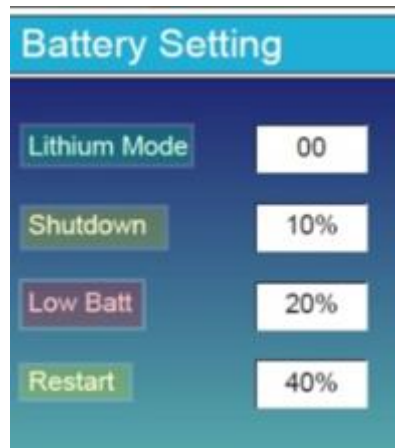 Battery Setting
Lithium Mode 00
Shutdown 10%
Low Batt 20%
Restart 40%